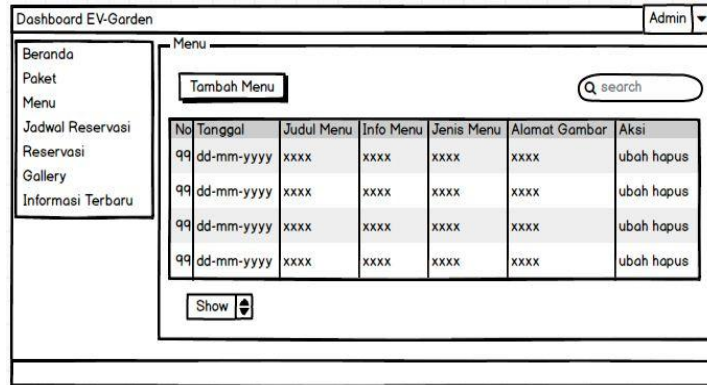 Dashboard EV-Garden
Admin
Beranda
Paket
Menu
Jadwal Reservasi
Reservasi
Gallery
Informasi Terbaru
Menu
Tambah Menu
search
No Tanggal Judul Menu Info Menu Jenis Menu Alamat Gambar Aksi
99 dd-mm-yyyy xxxx xxxx xxxx xxxx ubah hapus
99 dd-mm-yyyy xxxx xxxx xxxx xxxx ubah hapus
99 dd-mm-yyyy xxxx xxxx xxxx xxxx ubah hapus
99 dd-mm-yyyy xxxx xxxx xxxx xxxx ubah hapus
Show